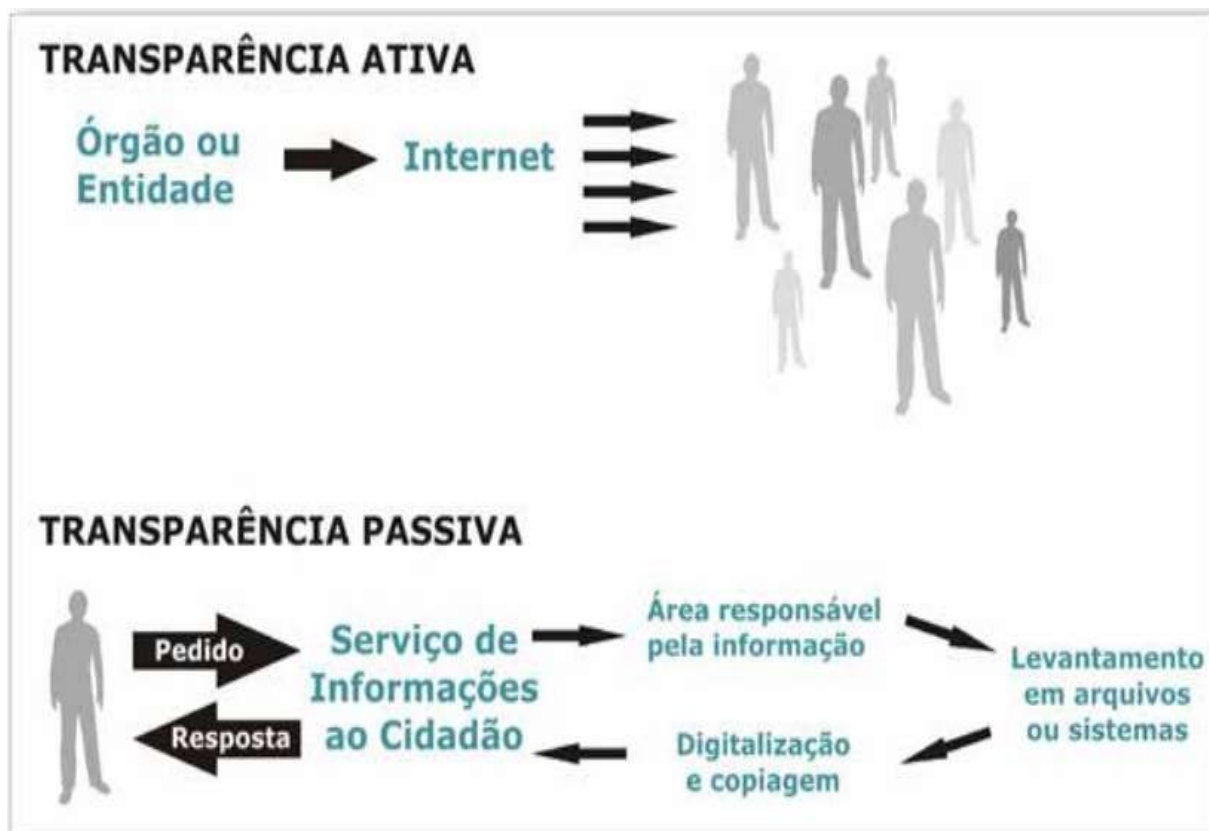 TRANSPARÊNCIA ATIVA
Órgão ou
Entidade
Internet
TRANSPARÊNCIA PASSIVA
Pedido
Resposta
Serviço de
Informações
ao Cidadão
Área responsável
pela informação
Levantamento
em arquivos
ou sistemas
Digitalização
e copiagem